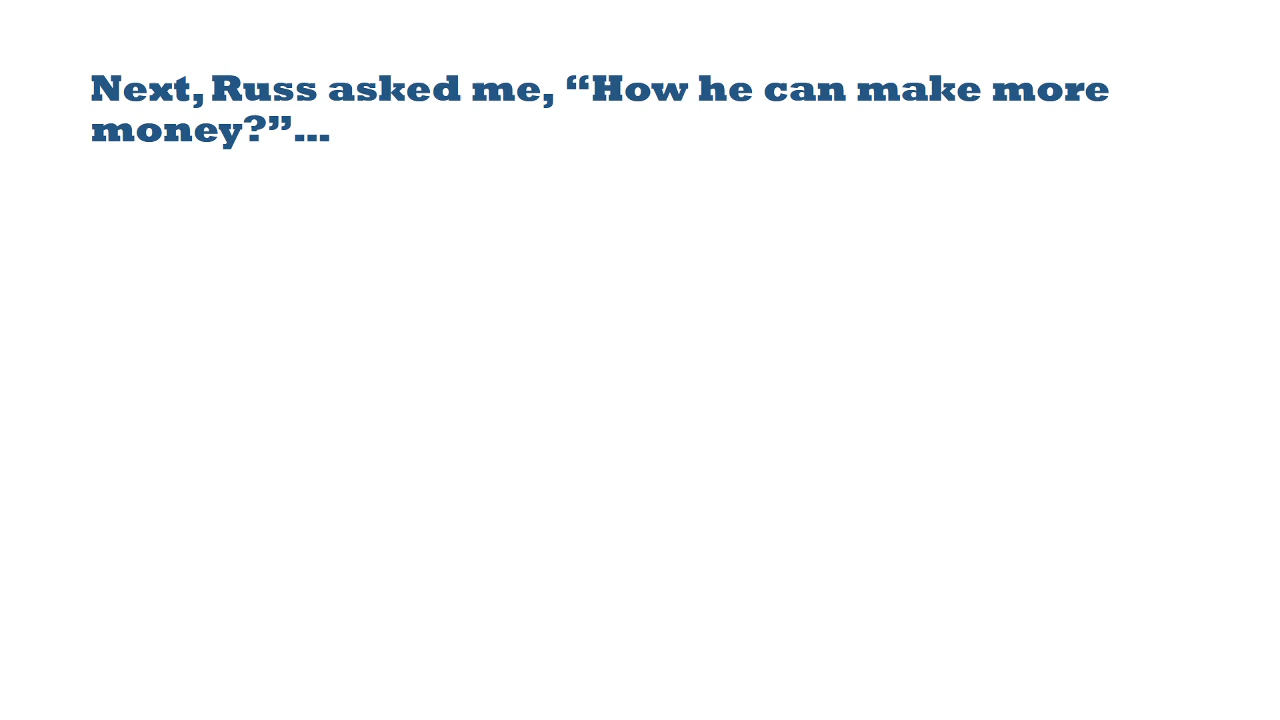 Next, Russ asked me, “How he can make more
money?”…